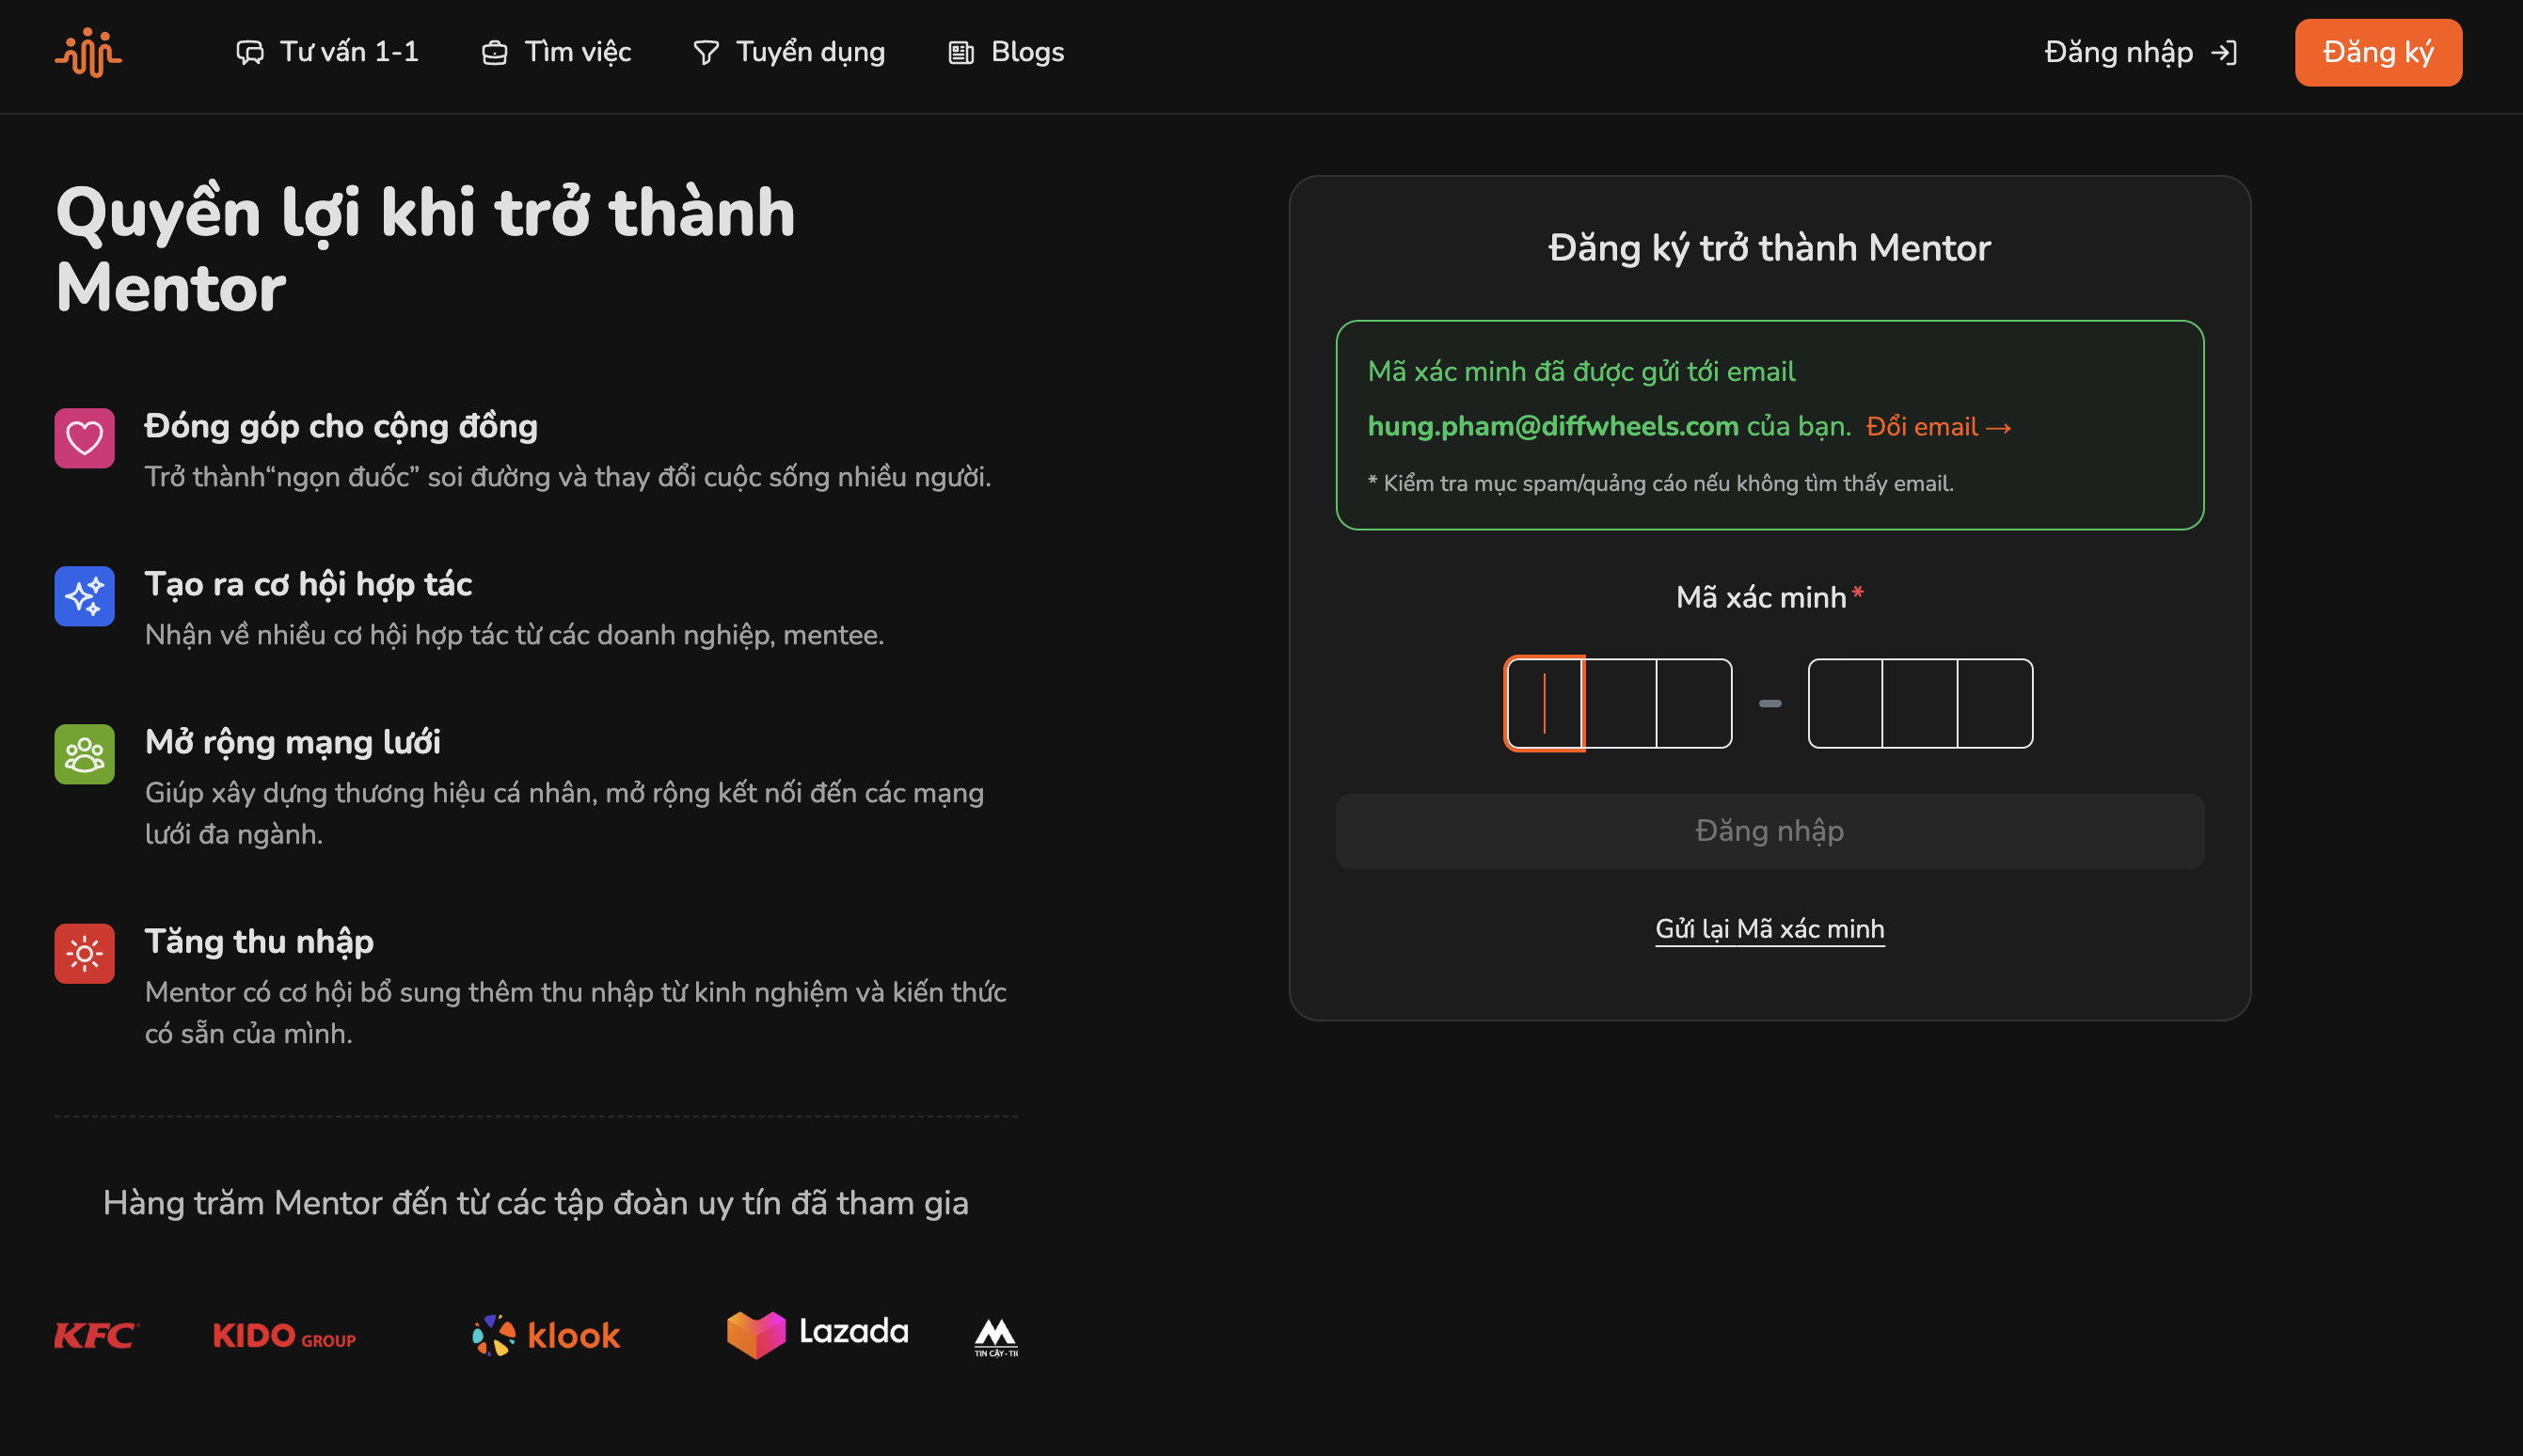 Tư vấn 1-1
Tìm việc
Tuyển dụng
Blogs
Đăng nhập
Đăng ký
Quyền lợi khi trở thành
Mentor
Đóng góp cho cộng đồng
Trở thành“ngọn đuốc” soi đường và thay đổi cuộc sống nhiều người.
Tạo ra cơ hội hợp tác
Nhận về nhiều cơ hội hợp tác từ các doanh nghiệp, mentee.
Mở rộng mạng lưới
Giúp xây dựng thương hiệu cá nhân, mở rộng kết nối đến các mạng
lưới đa ngành.
Tăng thu nhập
Mentor có cơ hội bổ sung thêm thu nhập từ kinh nghiệm và kiến thức
có sẵn của mình.
Hàng trăm Mentor đến từ các tập đoàn uy tín đã tham gia
KFC
KIDO GROUP
klook
Lazada
TIN CẬY-
Đăng ký trở thành Mentor
Mã xác minh đã được gửi tới email
hung.pham@diffwheels.com của bạn. Đổi email →
* Kiểm tra mục spam/quảng cáo nếu không tìm thấy email.
Mã xác minh *
Đăng nhập
Gửi lại Mã xác minh